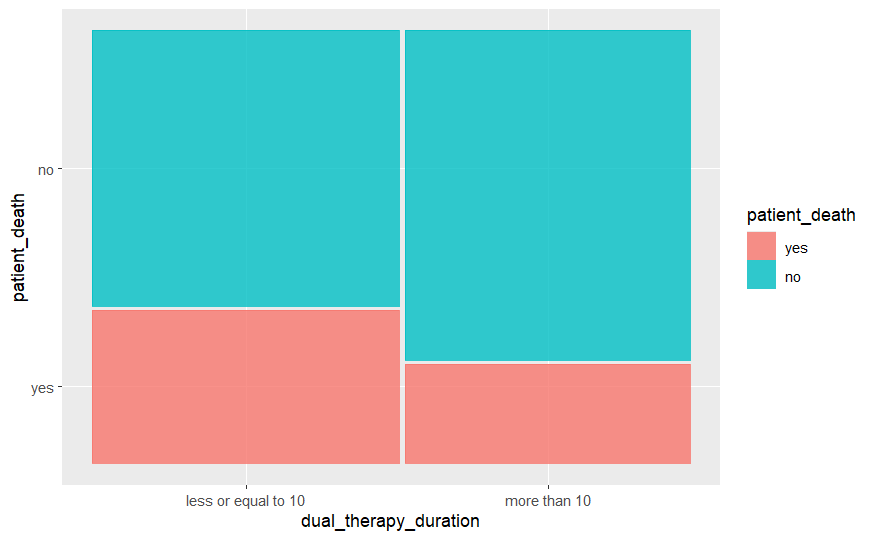 patient_death
no
yes
less or equal to 10
more than 10
dual_therapy_duration
patient_death
yes
no